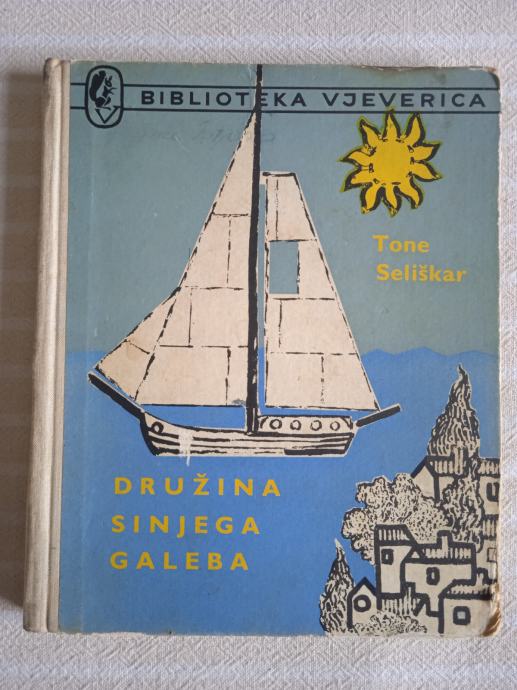 BIBLIOTEKA VJEVERICA
Tone
Seliškar
DRUŽINA
SINJEGA
GALEBA